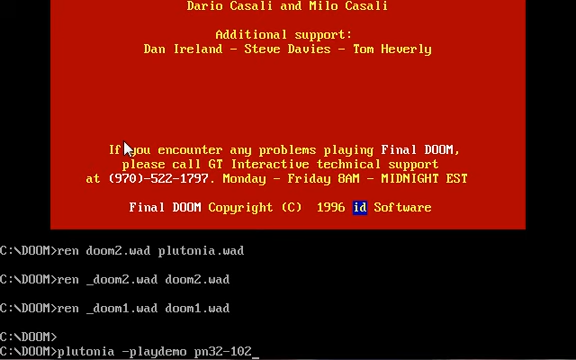 Dario Casali and Milo Casali
Additional support:
Dan Ireland - Steve Davies - Tom Heverly
If you encounter any problems playing Final DOOM,
please call GT Interactive technical support
at (970)-522-1797. Monday - Friday 8AM - MIDNIGHT EST
Final DOOM Copyright (C) 1996 id Software
C:\DOOM>ren doom2.wad plutonia.wad
C:\DOOM>ren _doom2.wad doom2.wad
C:\DOOM>ren _doom1.wad doom1.wad
C:\DOOM>
C:\DOOM>plutonia -playdemo pn32-102_